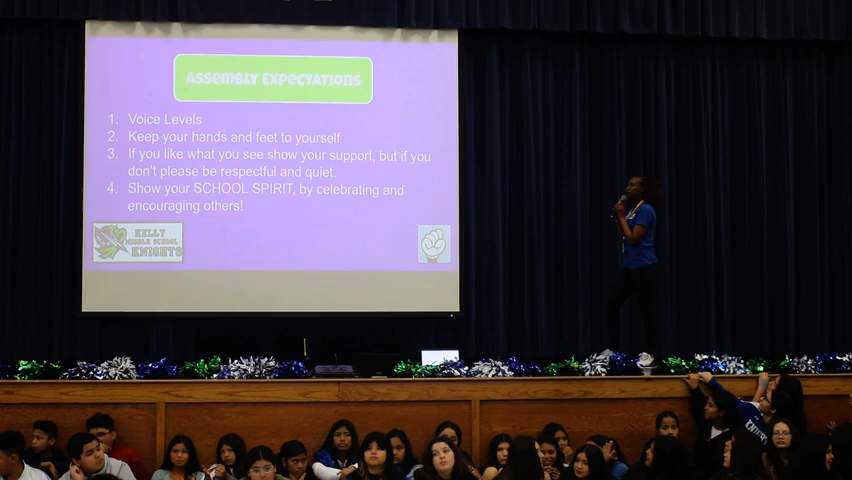 Assembly Expectations
1. Voice Levels
2. Keep your hands and feet to yourself
3. If you like what you see show your support, but if you
don't please be respectful and quiet.
4. Show your SCHOOL SPIRIT, by celebrating and
encouraging others!
KELLY
MIDDLE SCHOOL
KNIGHTS